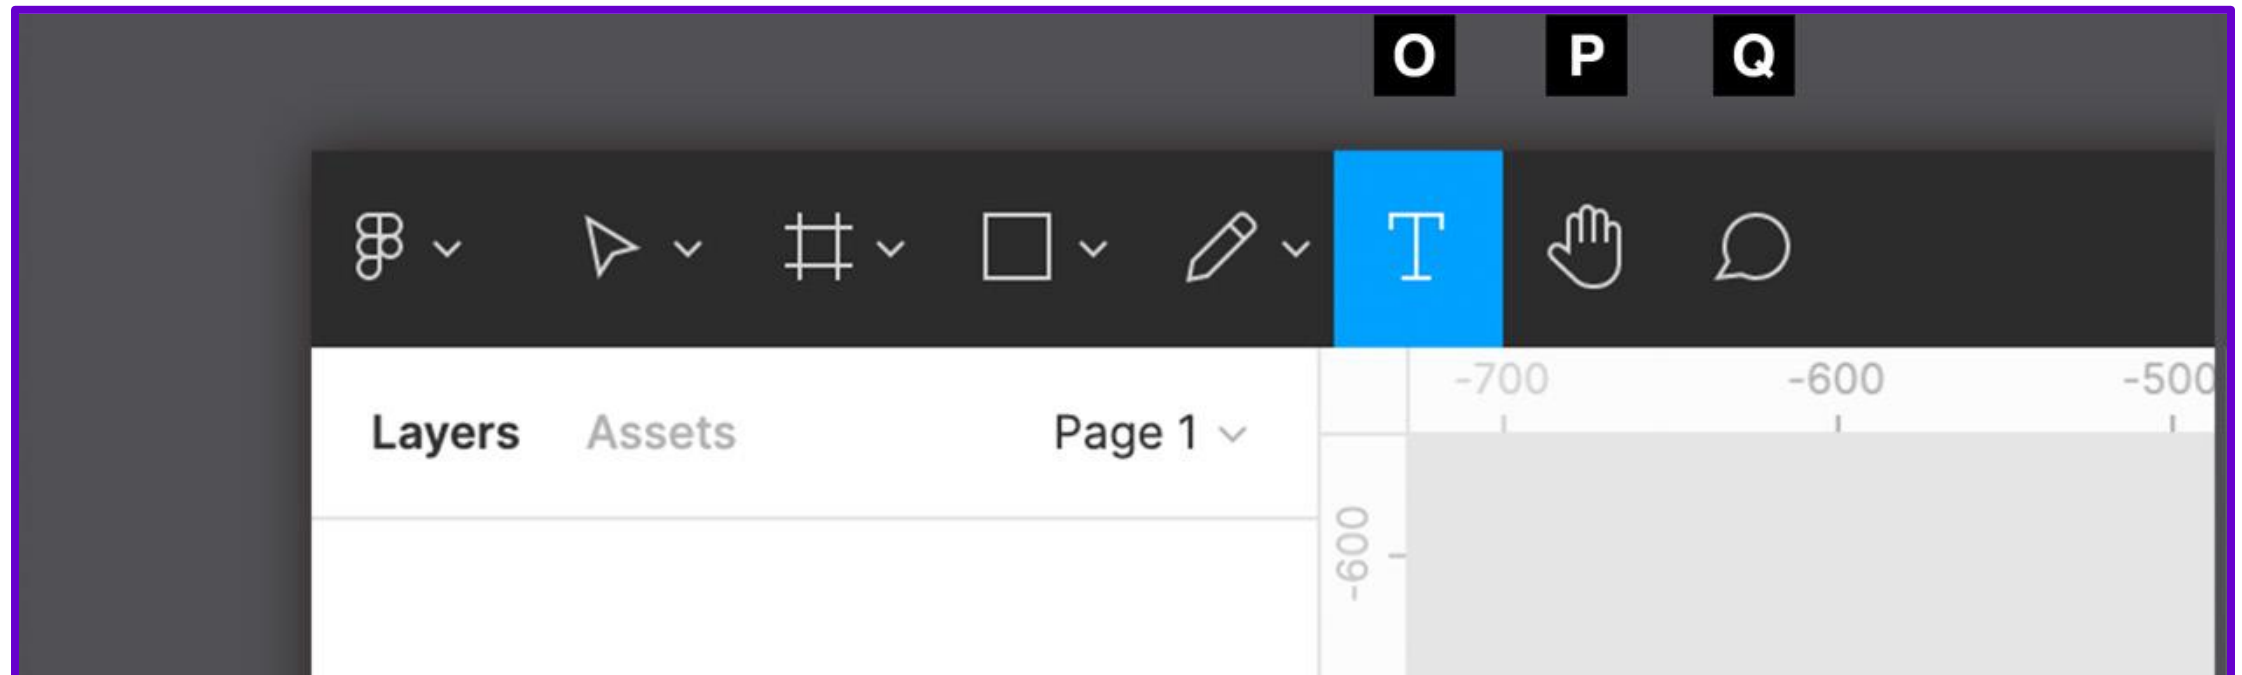 O P Q
T
-700 -600 -500
Layers Assets Page 1
-600